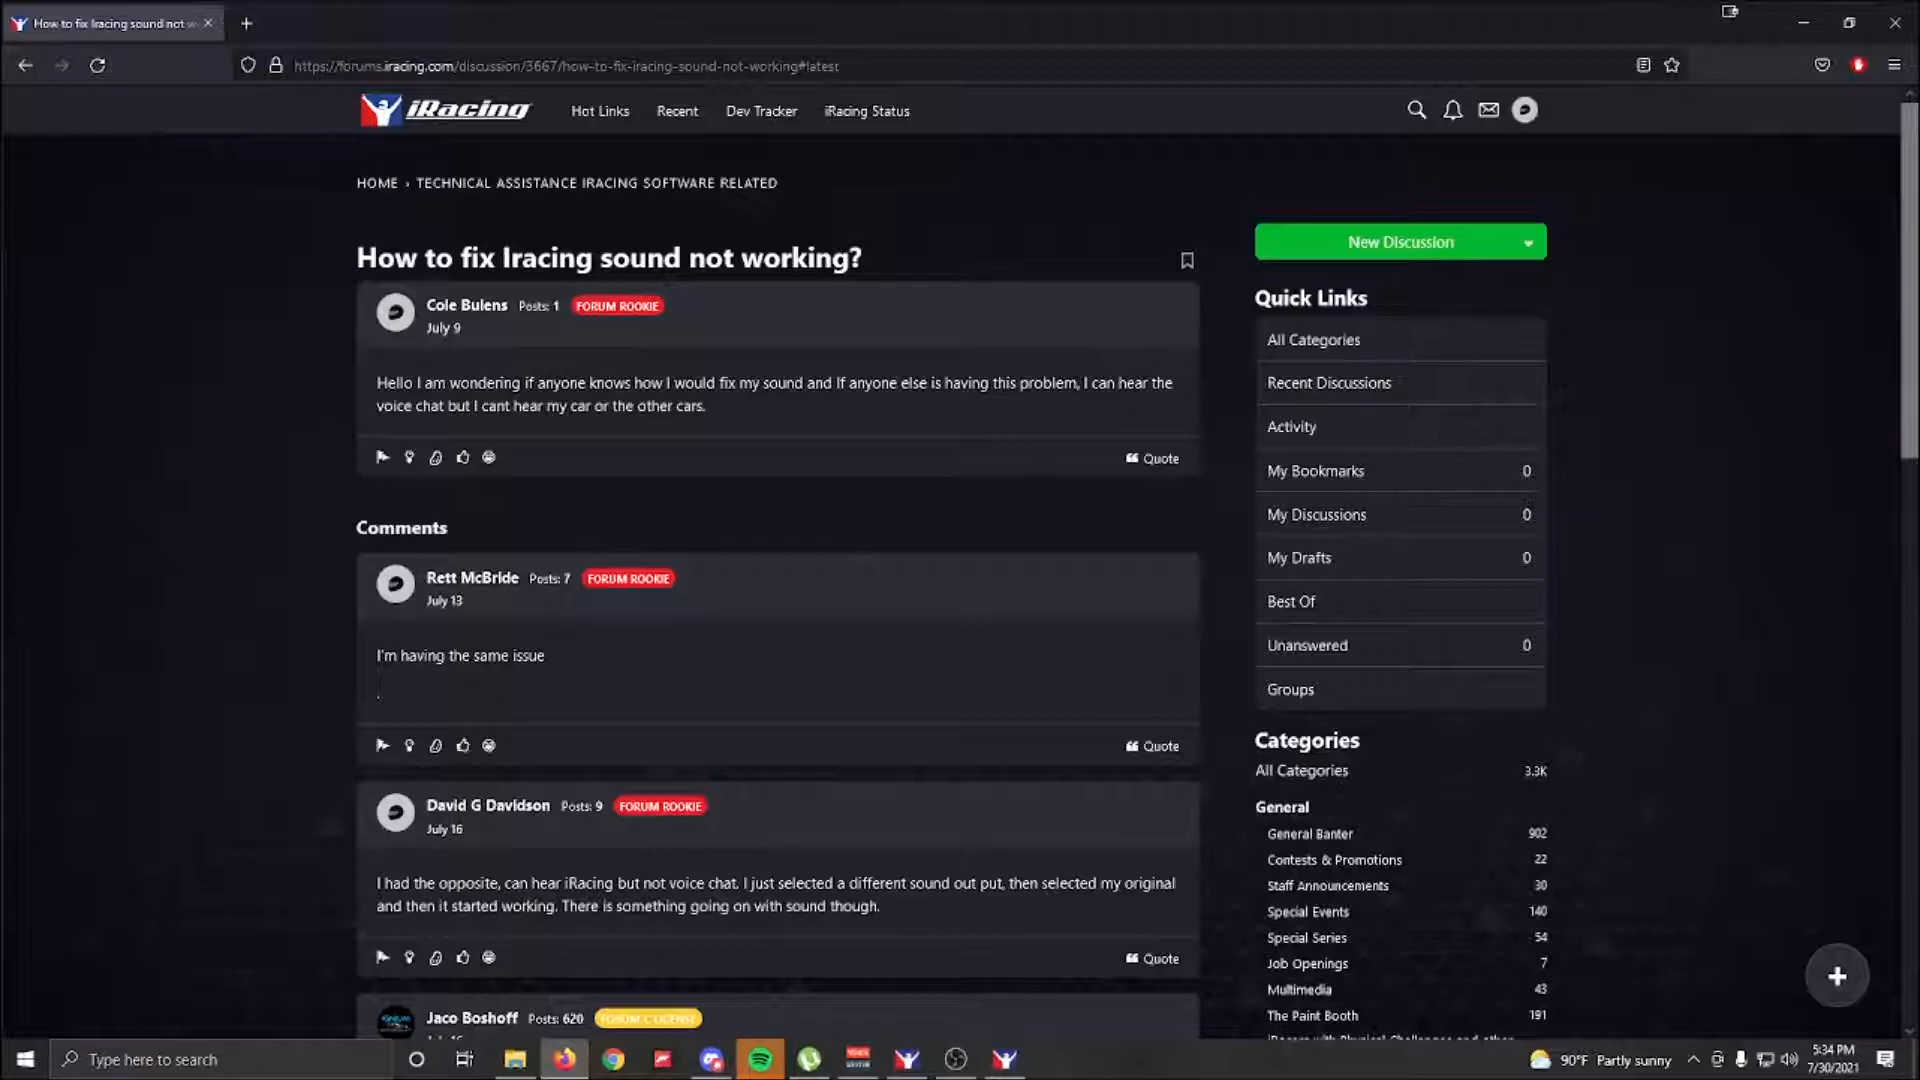 How to fix Iracing sound not w
https://forums.iracing.com/discussion/3667/how-to-fix-iracing-sound-not-working#latest
iRacing
Hot Links
Recent
Dev Tracker
iRacing Status
HOME › TECHNICAL ASSISTANCE IRACING SOFTWARE RELATED
How to fix Iracing sound not working?
Cole Bulens Posts: 1 FORUM ROOKIE
July 9
Hello I am wondering if anyone knows how I would fix my sound and If anyone else is having this problem, I can hear the
voice chat but I cant hear my car or the other cars.
Quote
Comments
Rett McBride Posts: 7 FORUM ROOKIE
July 13
I'm having the same issue
.
Quote
David G Davidson Posts: 9 FORUM ROOKIE
July 16
I had the opposite, can hear iRacing but not voice chat. I just selected a different sound out put, then selected my original
and then it started working. There is something going on with sound though.
Quote
Jaco Boshoff Posts: 620 FORUM C LICENSE
New Discussion
Quick Links
All Categories
Recent Discussions
Activity
My Bookmarks 0
My Discussions 0
My Drafts 0
Best Of
Unanswered 0
Groups
Categories
All Categories 3.3K
General
General Banter 902
Contests & Promotions 22
Staff Announcements 30
Special Events 140
Special Series 54
Job Openings 7
Multimedia 43
The Paint Booth 191
iRacers with Physical Challenges and other
Type here to search
90°F Partly sunny
5:34 PM
7/30/2021